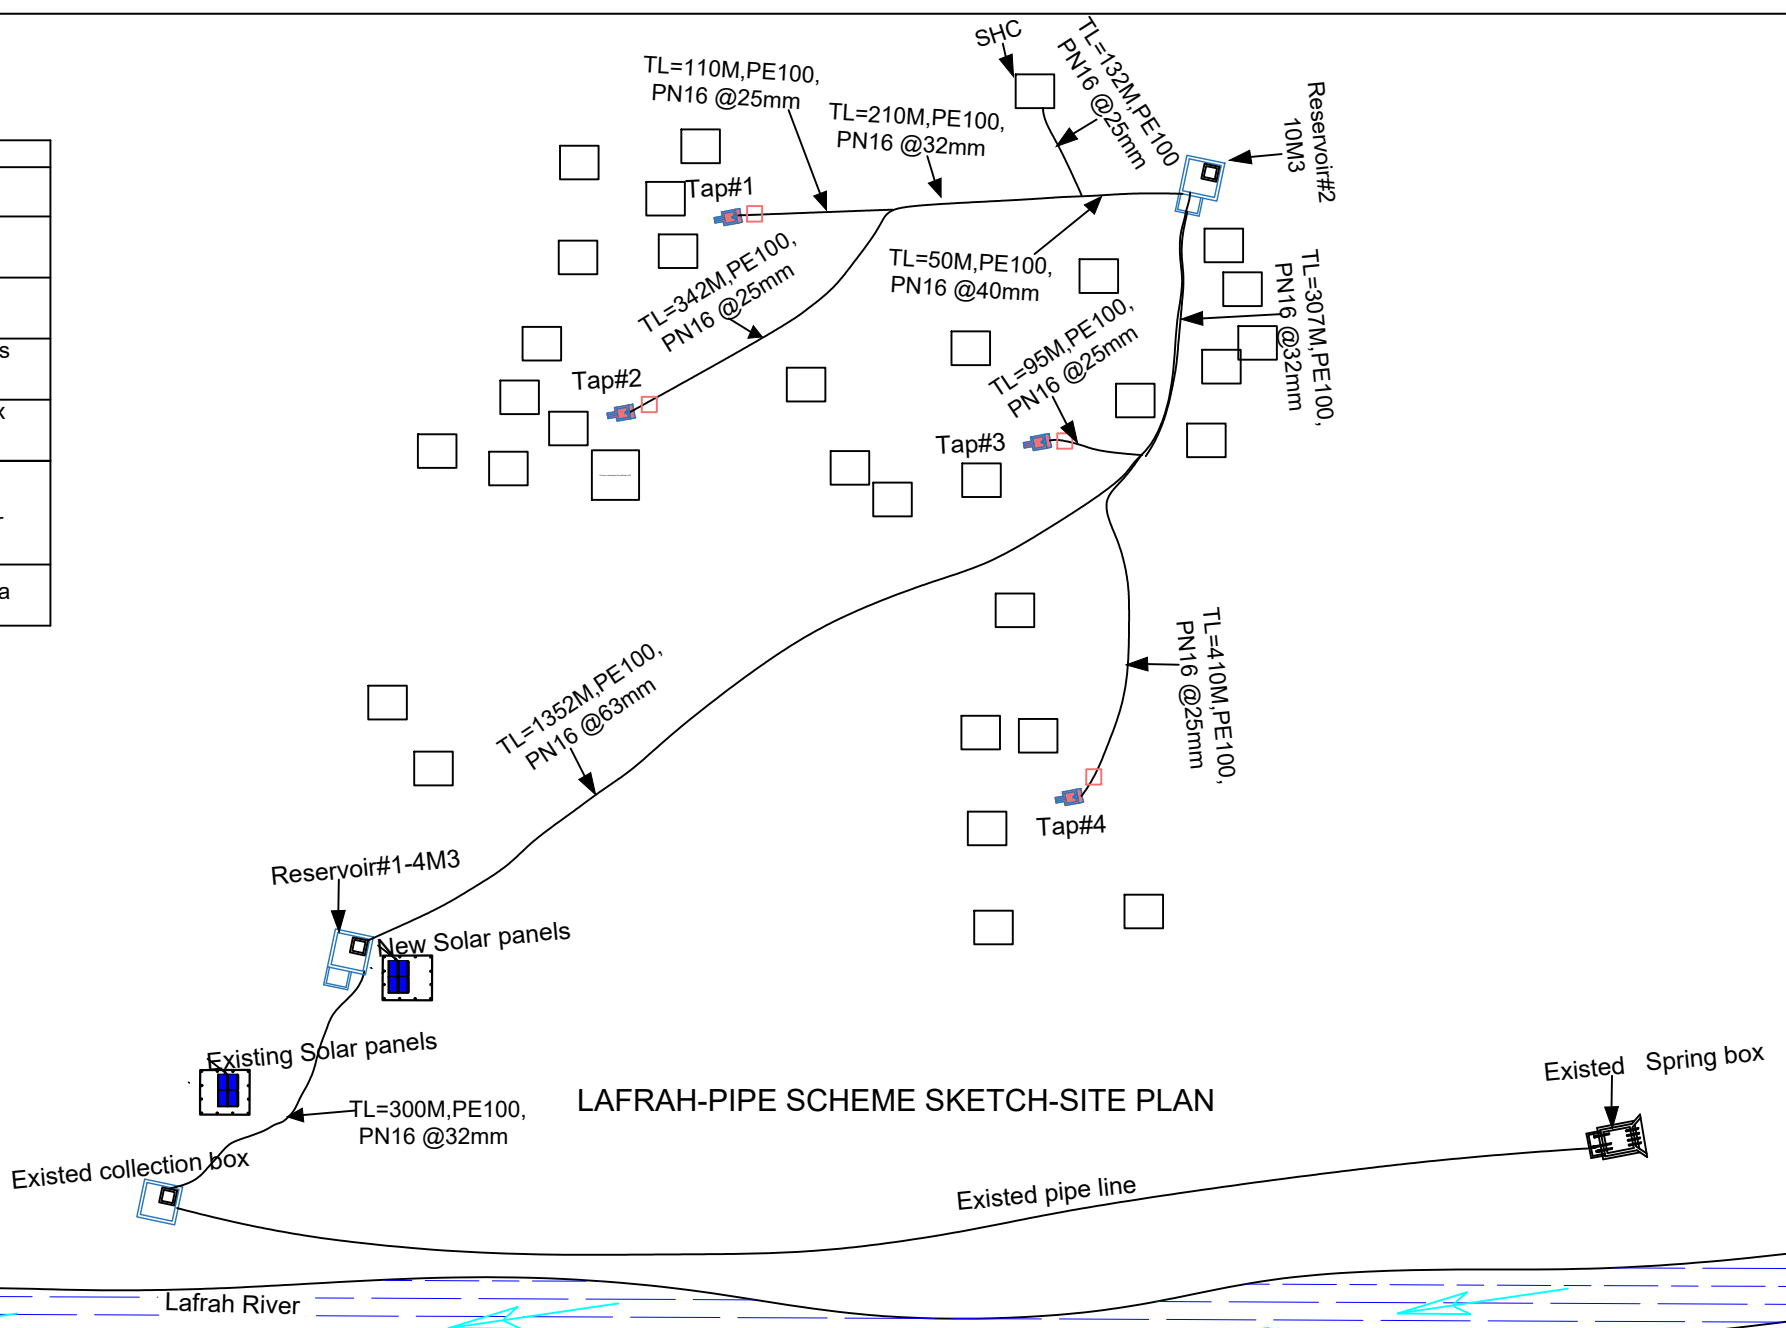 SHC
TL=132M,PE100
PN16 @25mm
TL=110M,PE100,
PN16 @25mm
TL=210M,PE100,
PN16 @32mm
Reservoir#2
10M3
Tap#1
TL=342M,PE100,
PN16 @25mm
TL=50M,PE100,
PN16 @40mm
TL=307M,PE100,
PN16 @32mm
TL=95M,PE100,
PN16 @25mm
s
Tap#2
x
Tap#3
r
a
TL=410M,PE100,
PN16 @25mm
TL=1352M,PE100,
PN16 @63mm
Tap#4
Reservoir#1-4M3
New Solar panels
Existing Solar panels
TL=300M,PE100,
PN16 @32mm
LAFRAH-PIPE SCHEME SKETCH-SITE PLAN
Existed Spring box
Existed collection box
Existed pipe line
Lafrah River